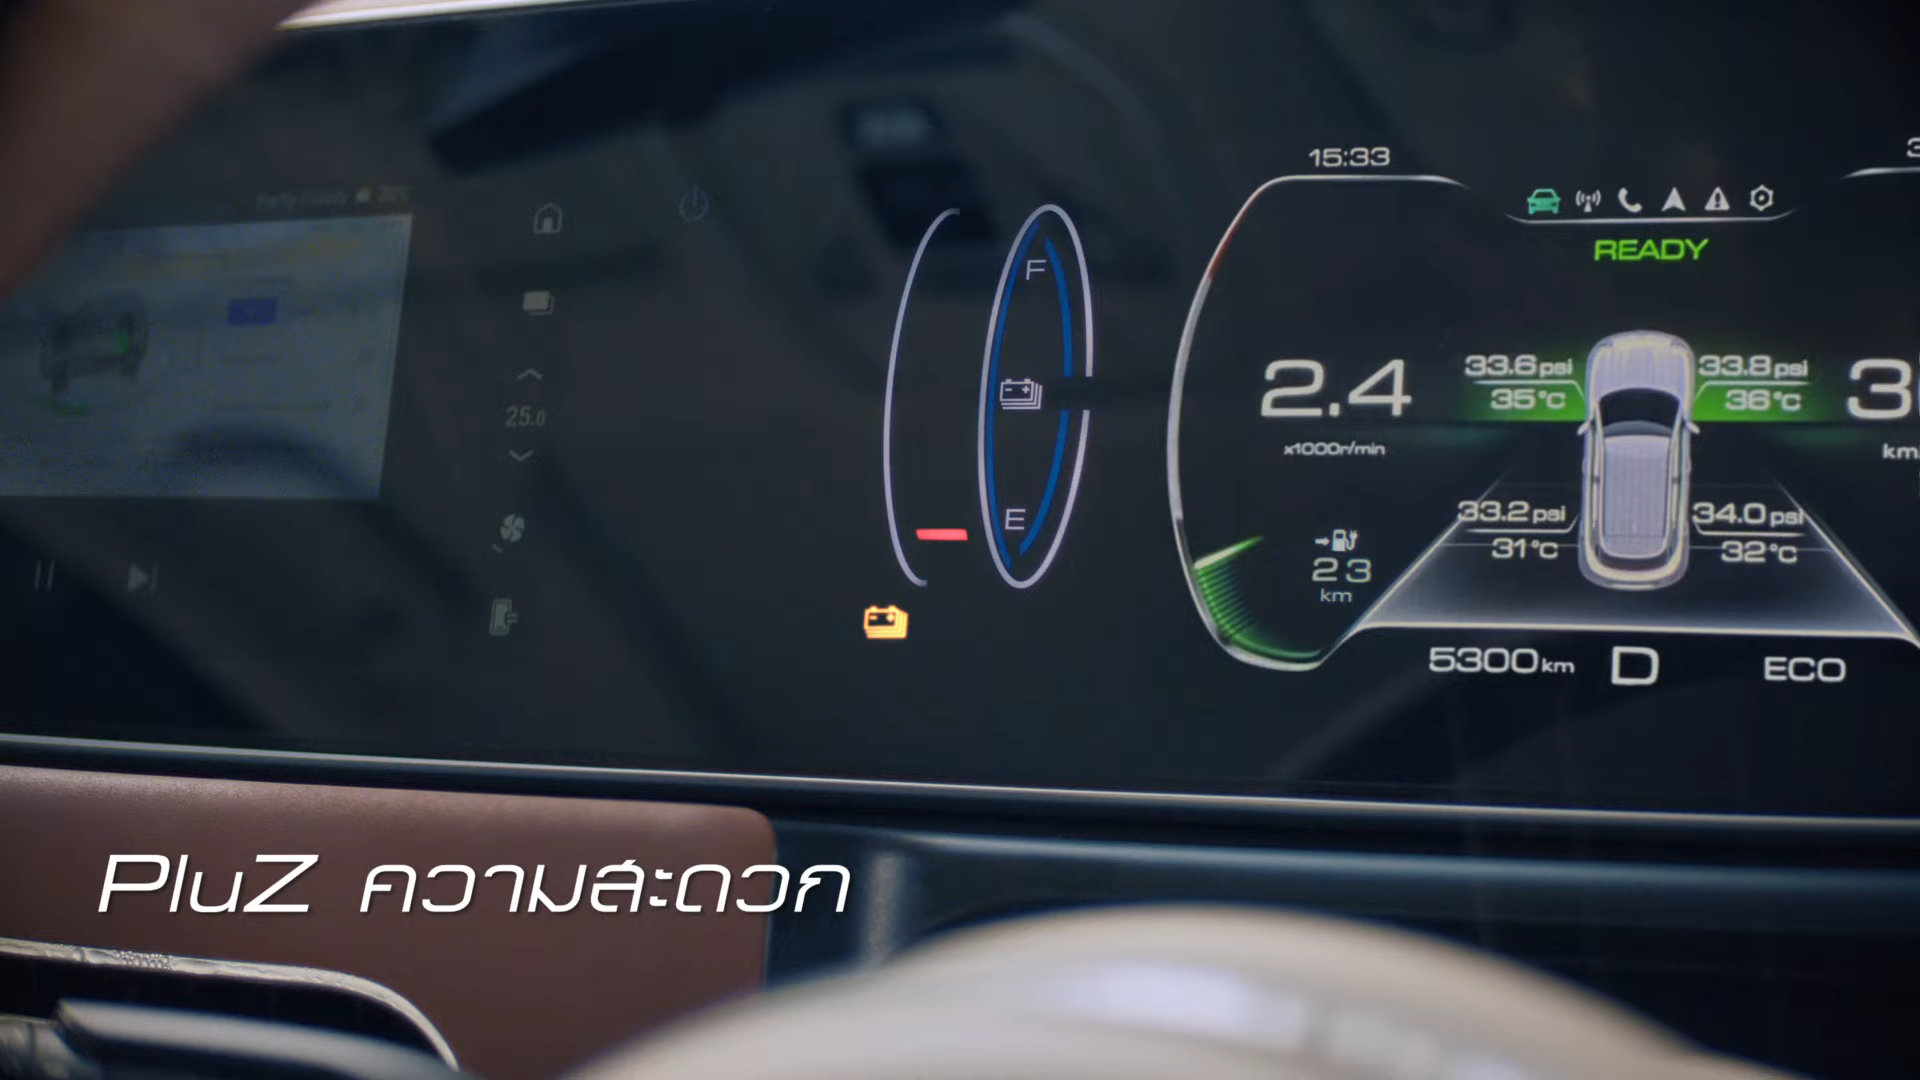 15:33
READY
F
2.4
x1000r/min
33.6psi
35°C
33.8psi
36°C
25.0
E
33.2psi
31°C
34.0psi
32°C
23
km
5300km
D
ECO
PluZ ความสะดวก